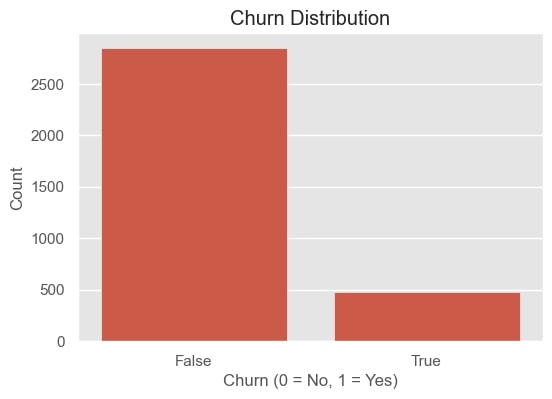 Churn Distribution
Count
2500
2000
1500
1000
500
0
False
True
Churn (0 = No, 1 = Yes)